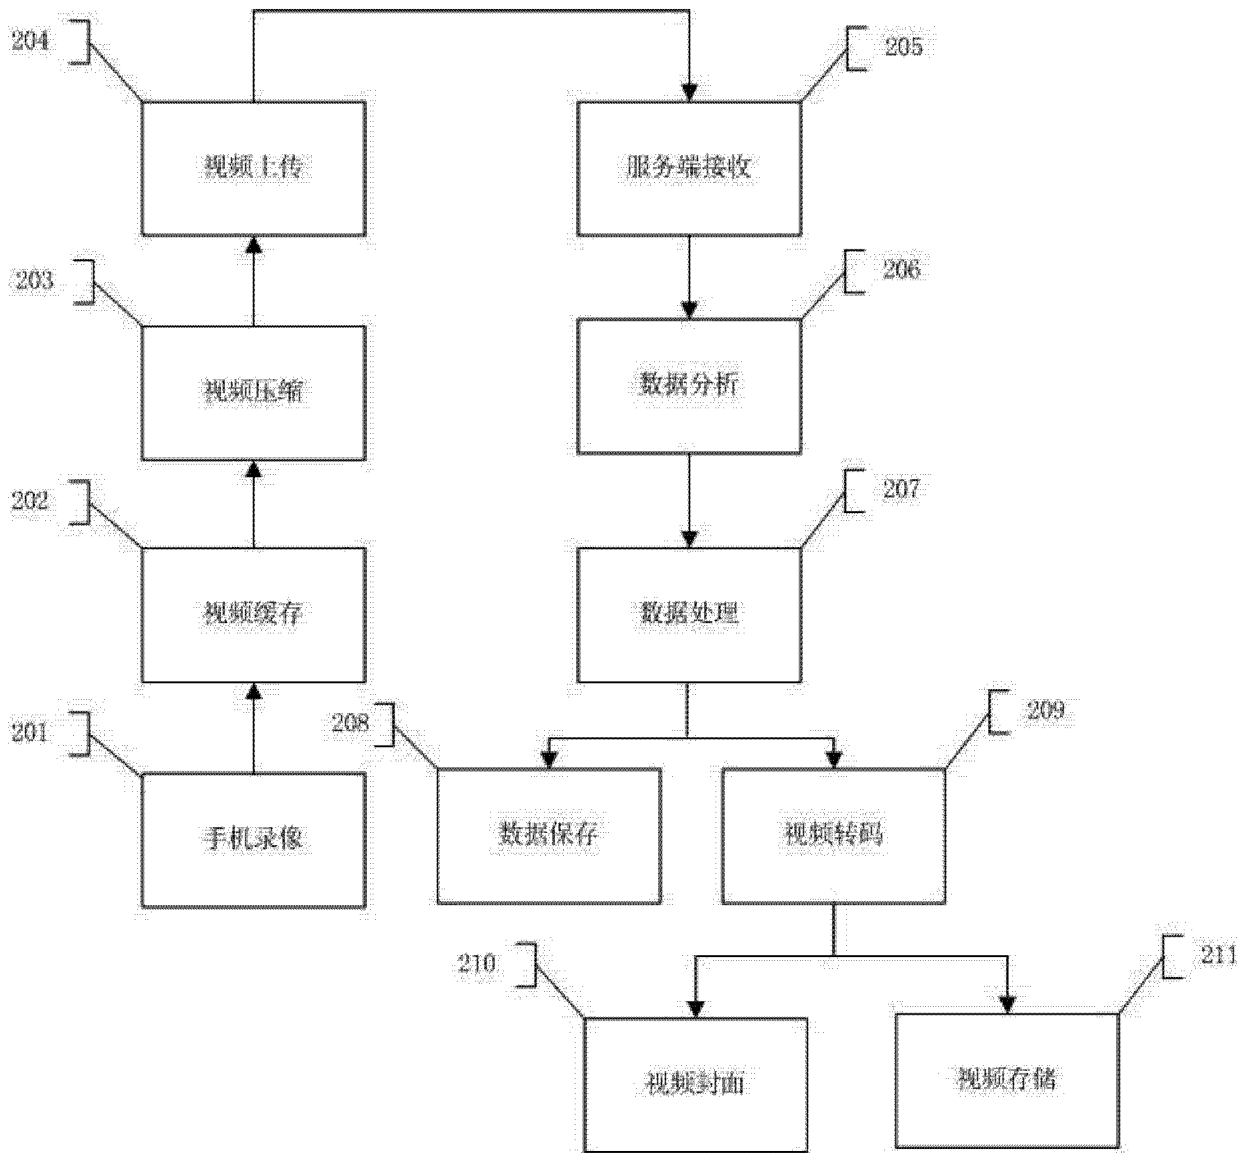 204
205
视频上传
服务端接收
203
206
视频压缩
数据分析
202
207
视频缓存
数据处理
201
208
209
手机录像
数据保存
视频转码
210
211
视频封面
视频存储